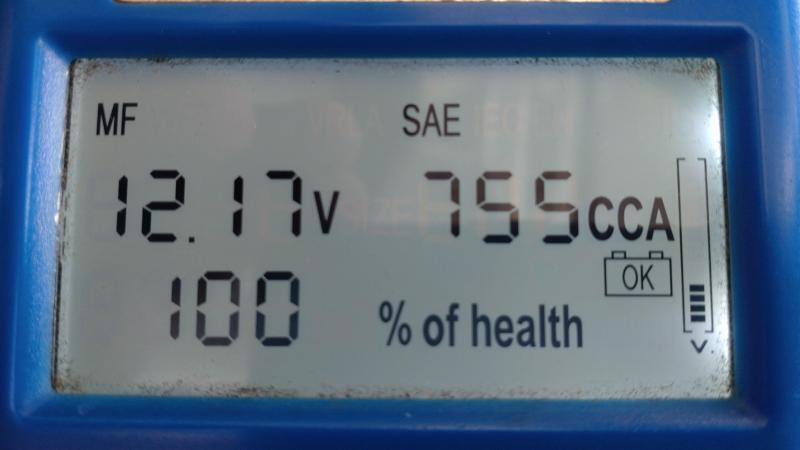 MF SAE
12.17V 755CCA
OK
100 % of health